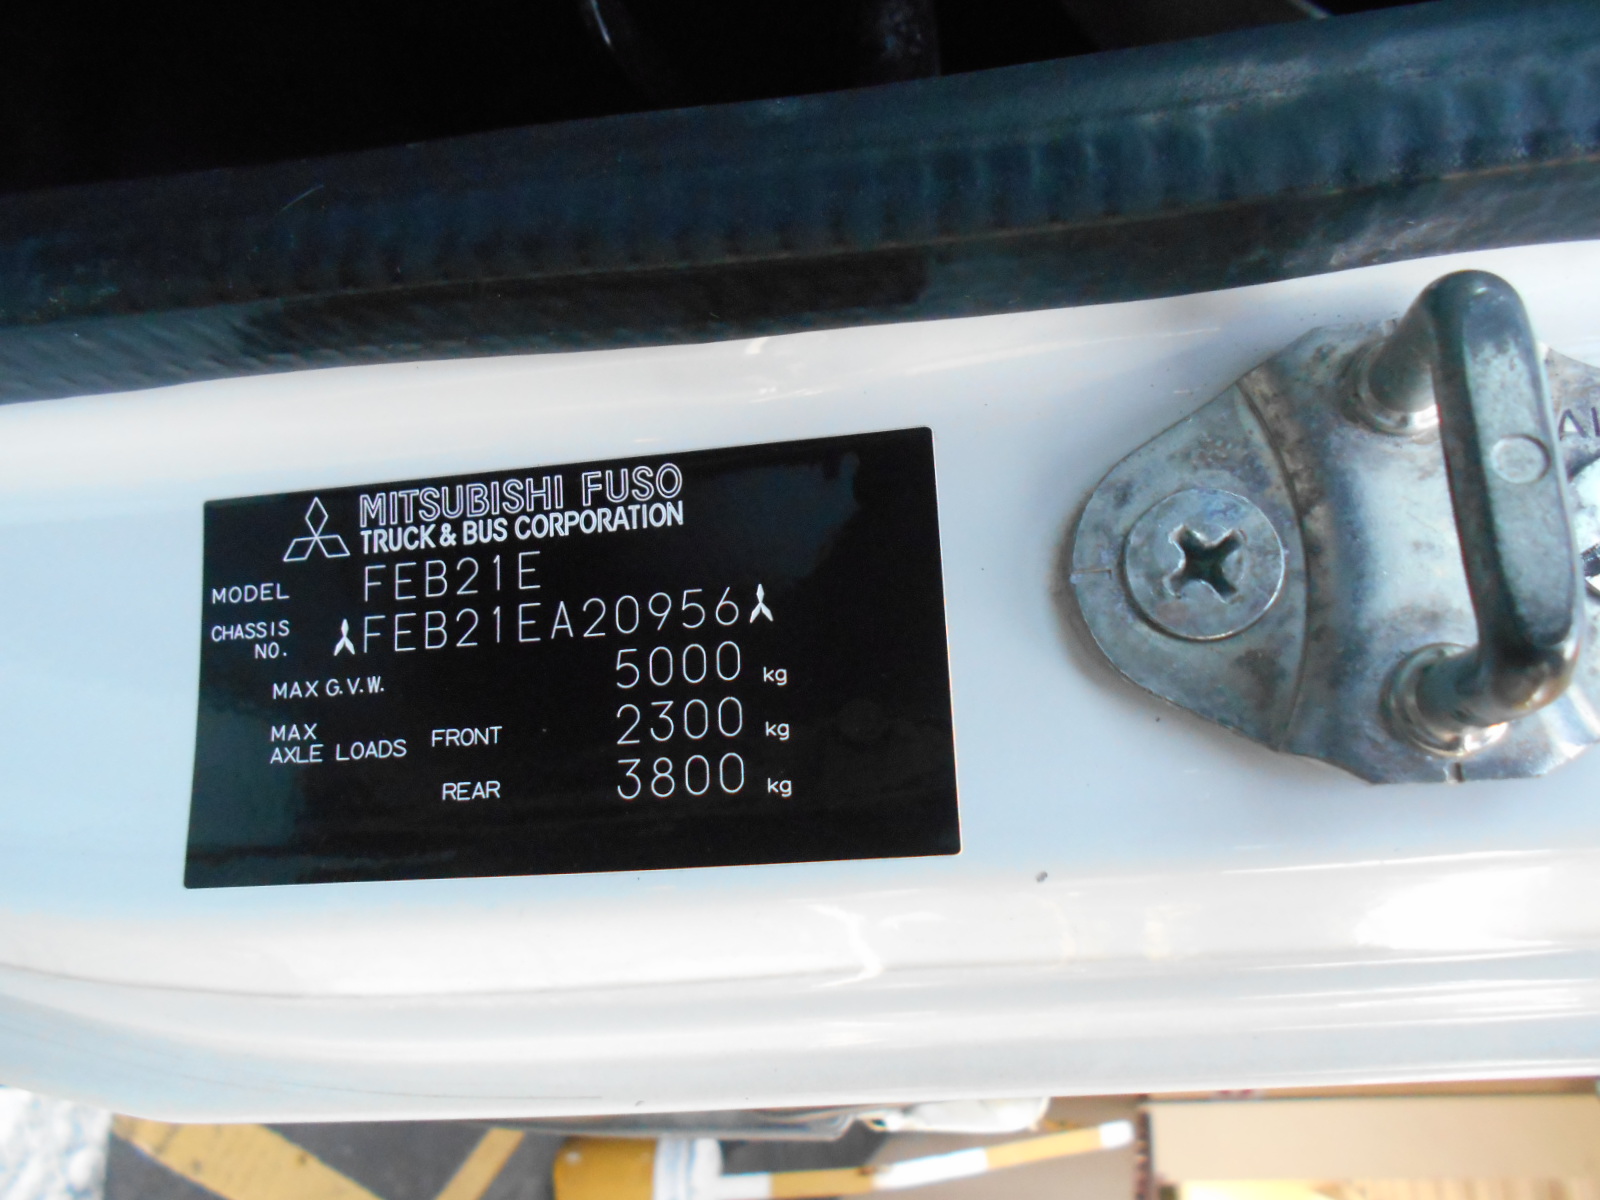 MITSUBISHI FUSO
TRUCK & BUS CORPORATION
MODEL FEB21E
CHASSIS NO. FEB21EA20956
MAX G.V.W. 5000 kg
MAX AXLE LOADS FRONT 2300 kg
REAR 3800 kg